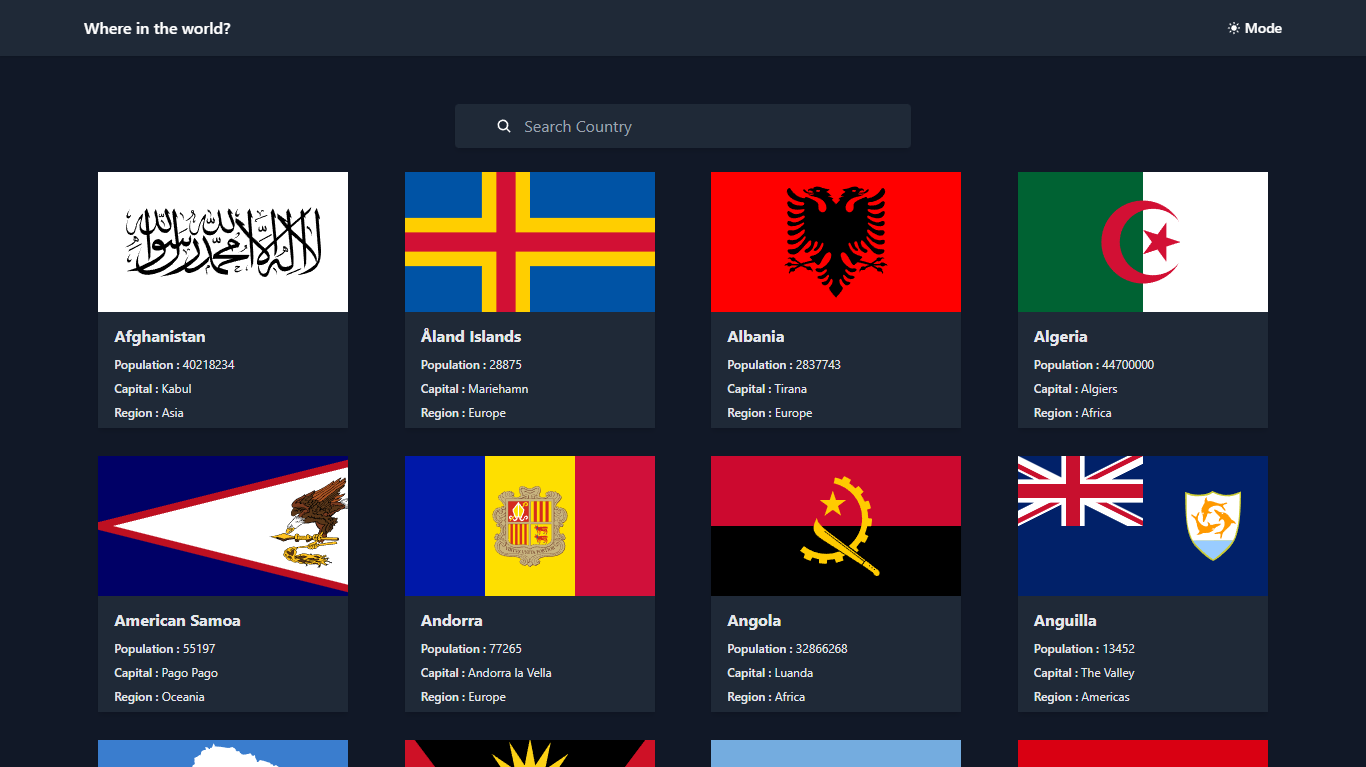 Where in the world?
Mode
Search Country
لا إله إلا الله محمد رسول الله
Afghanistan
Population : 40218234
Capital : Kabul
Region : Asia
Åland Islands
Population : 28875
Capital : Mariehamn
Region : Europe
Albania
Population : 2837743
Capital : Tirana
Region : Europe
Algeria
Population : 44700000
Capital : Algiers
Region : Africa
American Samoa
Population : 55197
Capital : Pago Pago
Region : Oceania
Andorra
Population : 77265
Capital : Andorra la Vella
Region : Europe
Angola
Population : 32866268
Capital : Luanda
Region : Africa
Anguilla
Population : 13452
Capital : The Valley
Region : Americas